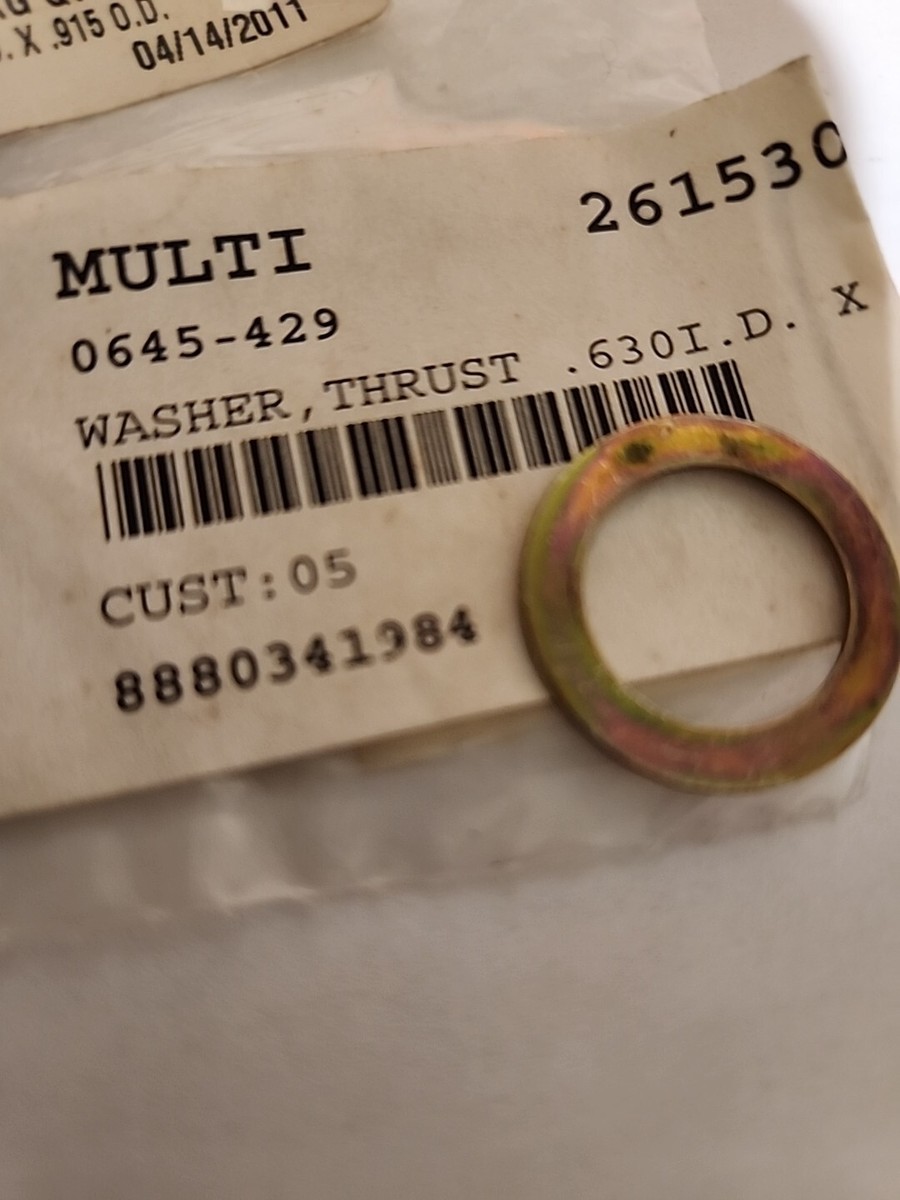 X .915 O.D.
04/14/2011
MULTI 261530
0645-429
WASHER,THRUST .630I.D. X
CUST:05
8880341984